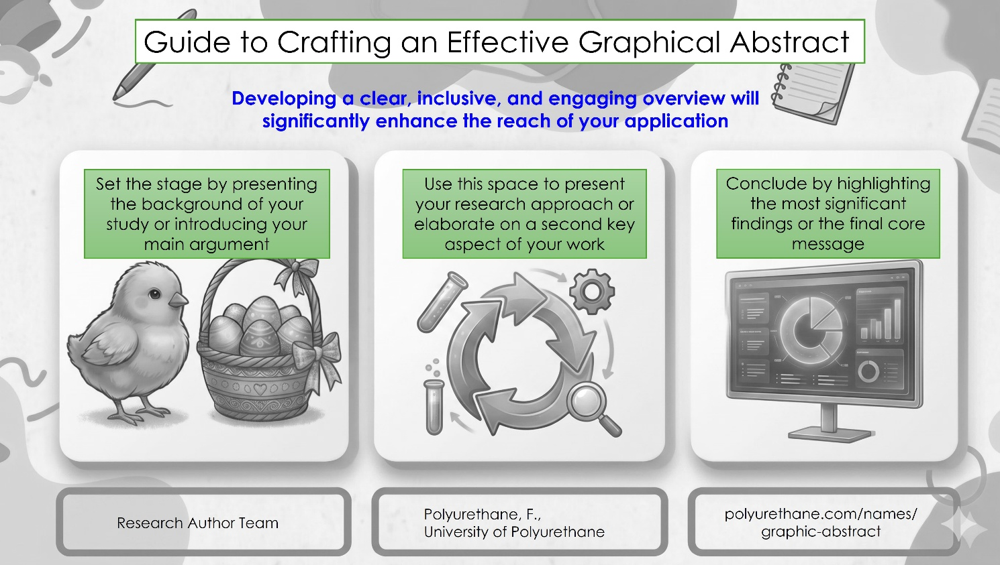 Guide to Crafting an Effective Graphical Abstract
Developing a clear, inclusive, and engaging overview will
significantly enhance the reach of your application
Set the stage by presenting
the background of your
study or introducing your
main argument
Use this space to present
your research approach or
elaborate on a second key
aspect of your work
Conclude by highlighting
the most significant
findings or the final core
message
Research Author Team
Polyurethane, F.,
University of Polyurethane
polyurethane.com/names/
graphic-abstract